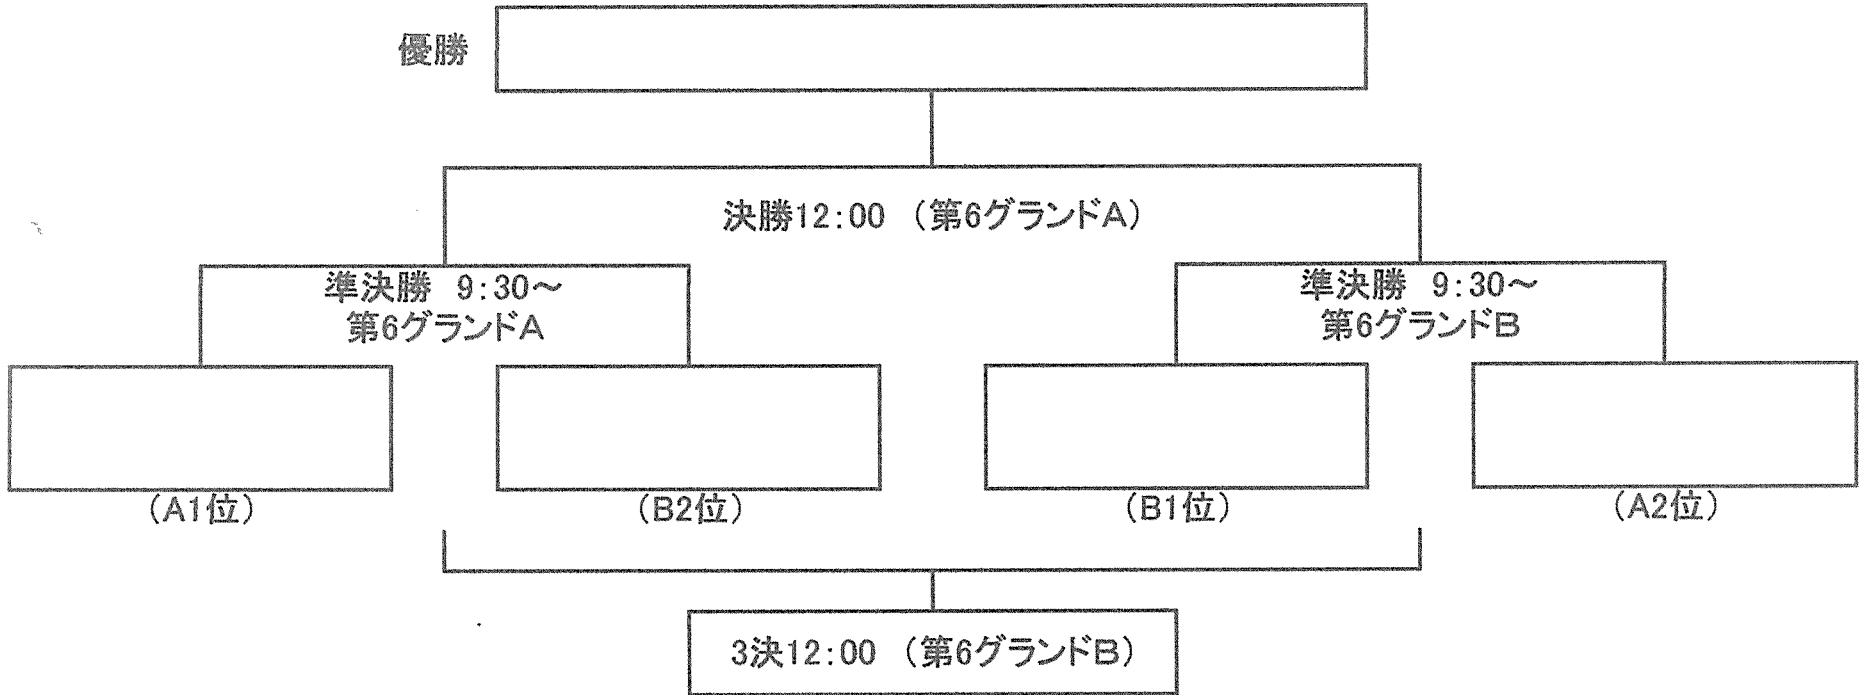 優勝
決勝12:00 （第6グランドA）
準決勝 9:30～
第6グランドA
準決勝 9:30～
第6グランドB
（A1位）
（B2位）
（B1位）
（A2位）
3決12:00 （第6グランドB）